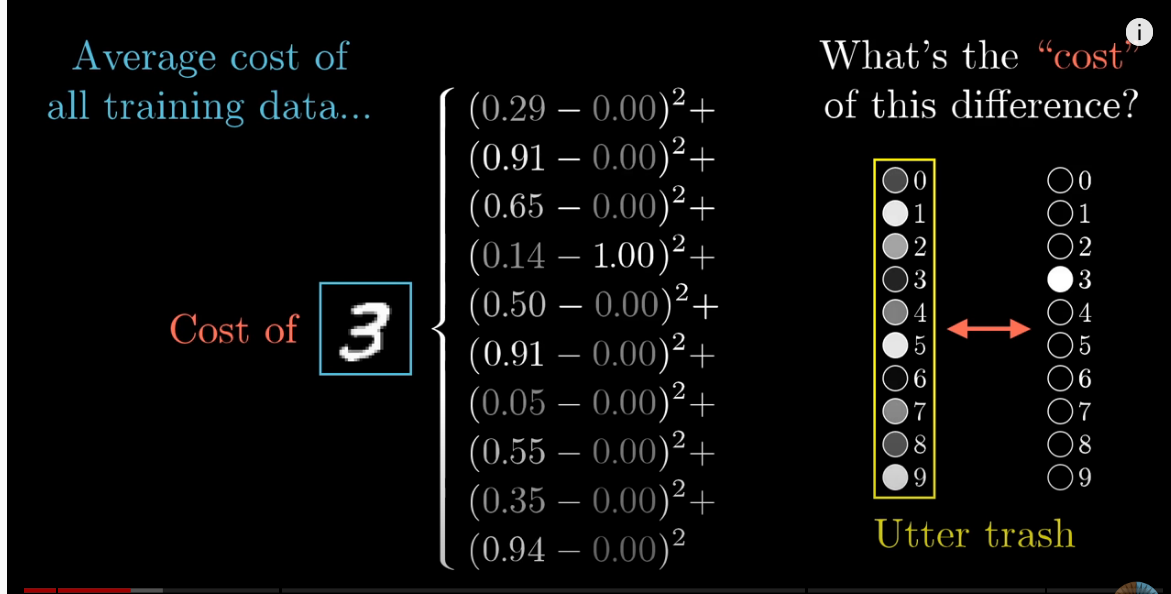 Average cost of
all training data...
Cost of
(0.29 – 0.00)²+
(0.91 – 0.00)²+
(0.65 – 0.00)²+
(0.14 – 1.00)²+
(0.50 – 0.00)²+
(0.91 – 0.00)²+
(0.05 – 0.00)²+
(0.55 – 0.00)²+
(0.35 – 0.00)²+
(0.94 – 0.00)²
What's the “cost”
of this difference?
0 0
1 1
2 2
3 3
4 4
5 5
6 6
7 7
8 8
9 9
Utter trash
3
i